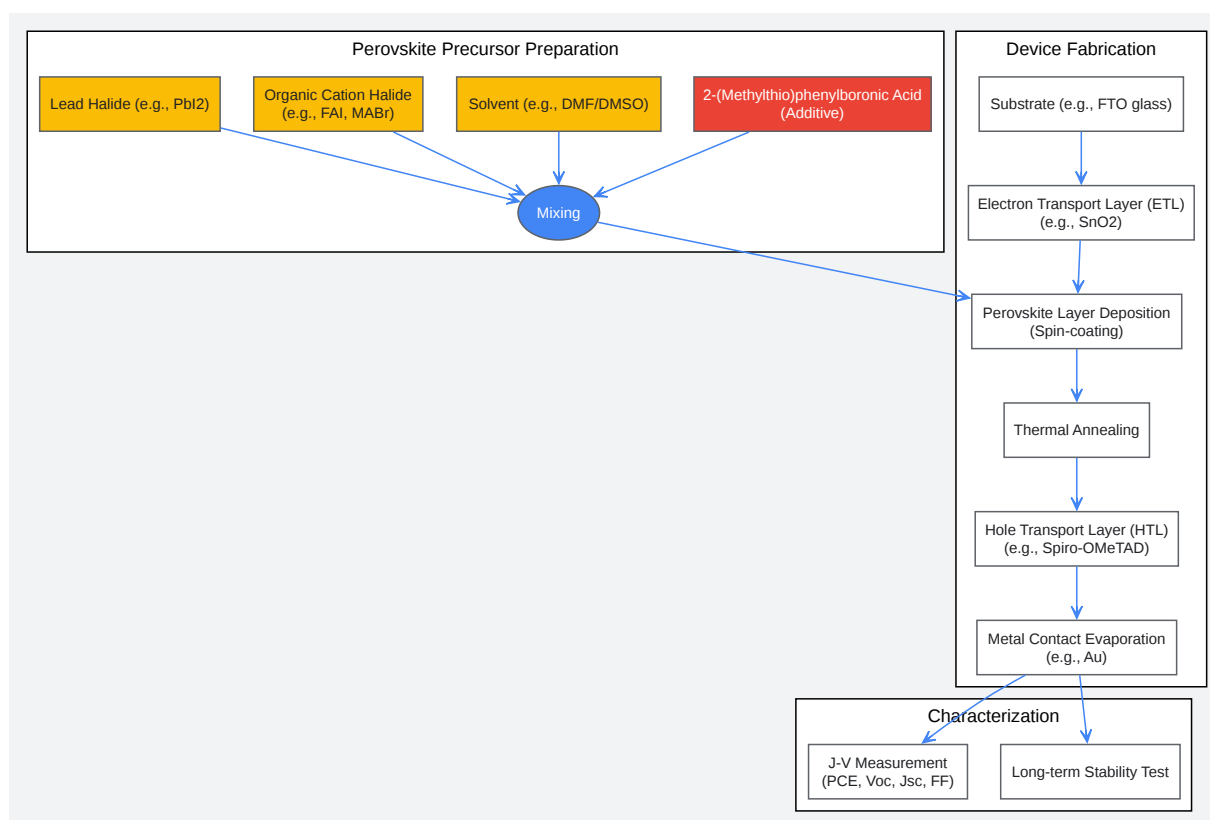 Perovskite Precursor Preparation
Lead Halide (e.g., PbI2)
Organic Cation Halide
(e.g., FAI, MABr)
Solvent (e.g., DMF/DMSO)
2-(Methylthio)phenylboronic Acid
(Additive)
Mixing
Device Fabrication
Substrate (e.g., FTO glass)
Electron Transport Layer (ETL)
(e.g., SnO2)
Perovskite Layer Deposition
(Spin-coating)
Thermal Annealing
Hole Transport Layer (HTL)
(e.g., Spiro-OMeTAD)
Metal Contact Evaporation
(e.g., Au)
Characterization
J-V Measurement
(PCE, Voc, Jsc, FF)
Long-term Stability Test